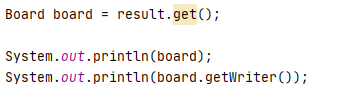 Board board = result.get();
System.out.println(board);
System.out.println(board.getWriter());